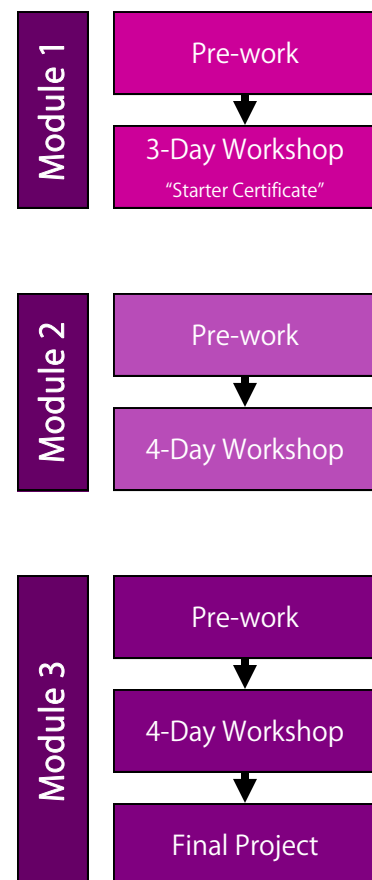 Module 1
Pre-work
3-Day Workshop
“Starter Certificate”
Module 2
Pre-work
4-Day Workshop
Module 3
Pre-work
4-Day Workshop
Final Project